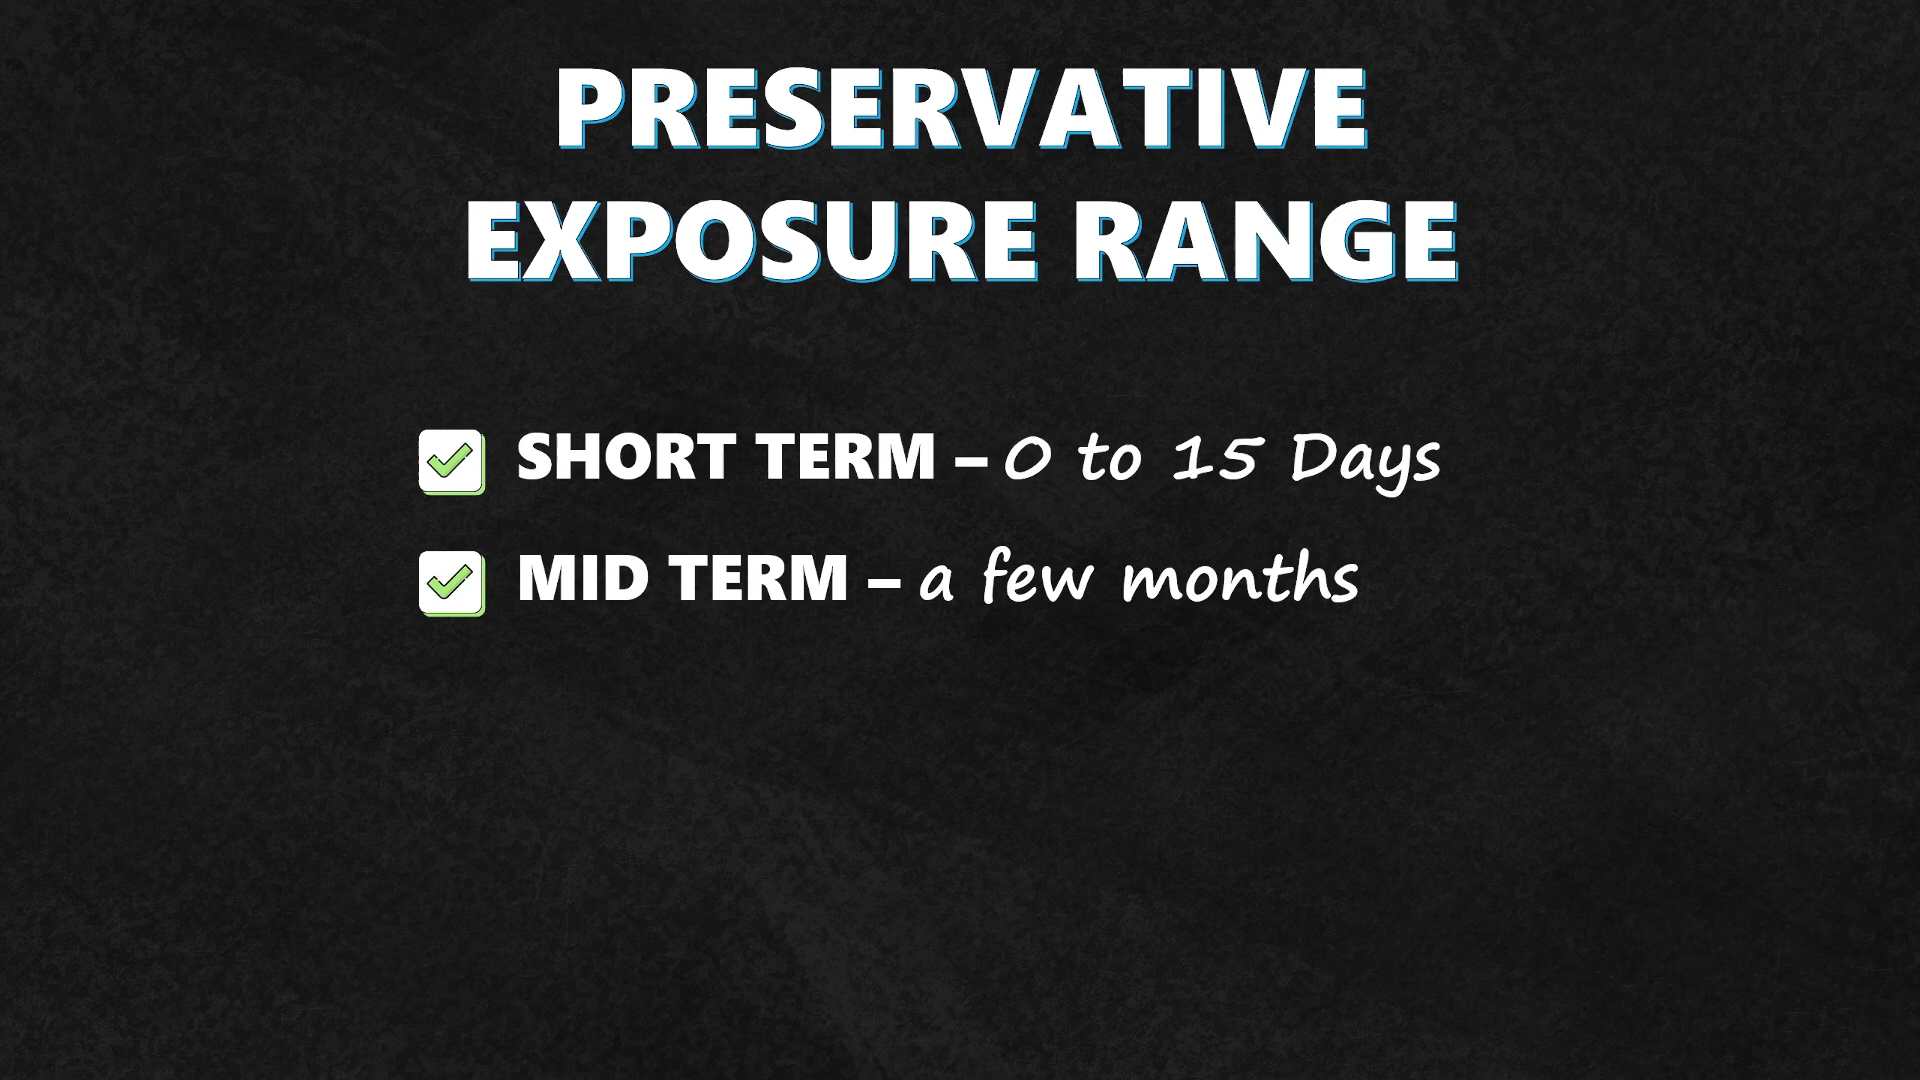 PRESERVATIVE
EXPOSURE RANGE
SHORT TERM – 0 to 15 Days
MID TERM – a few months